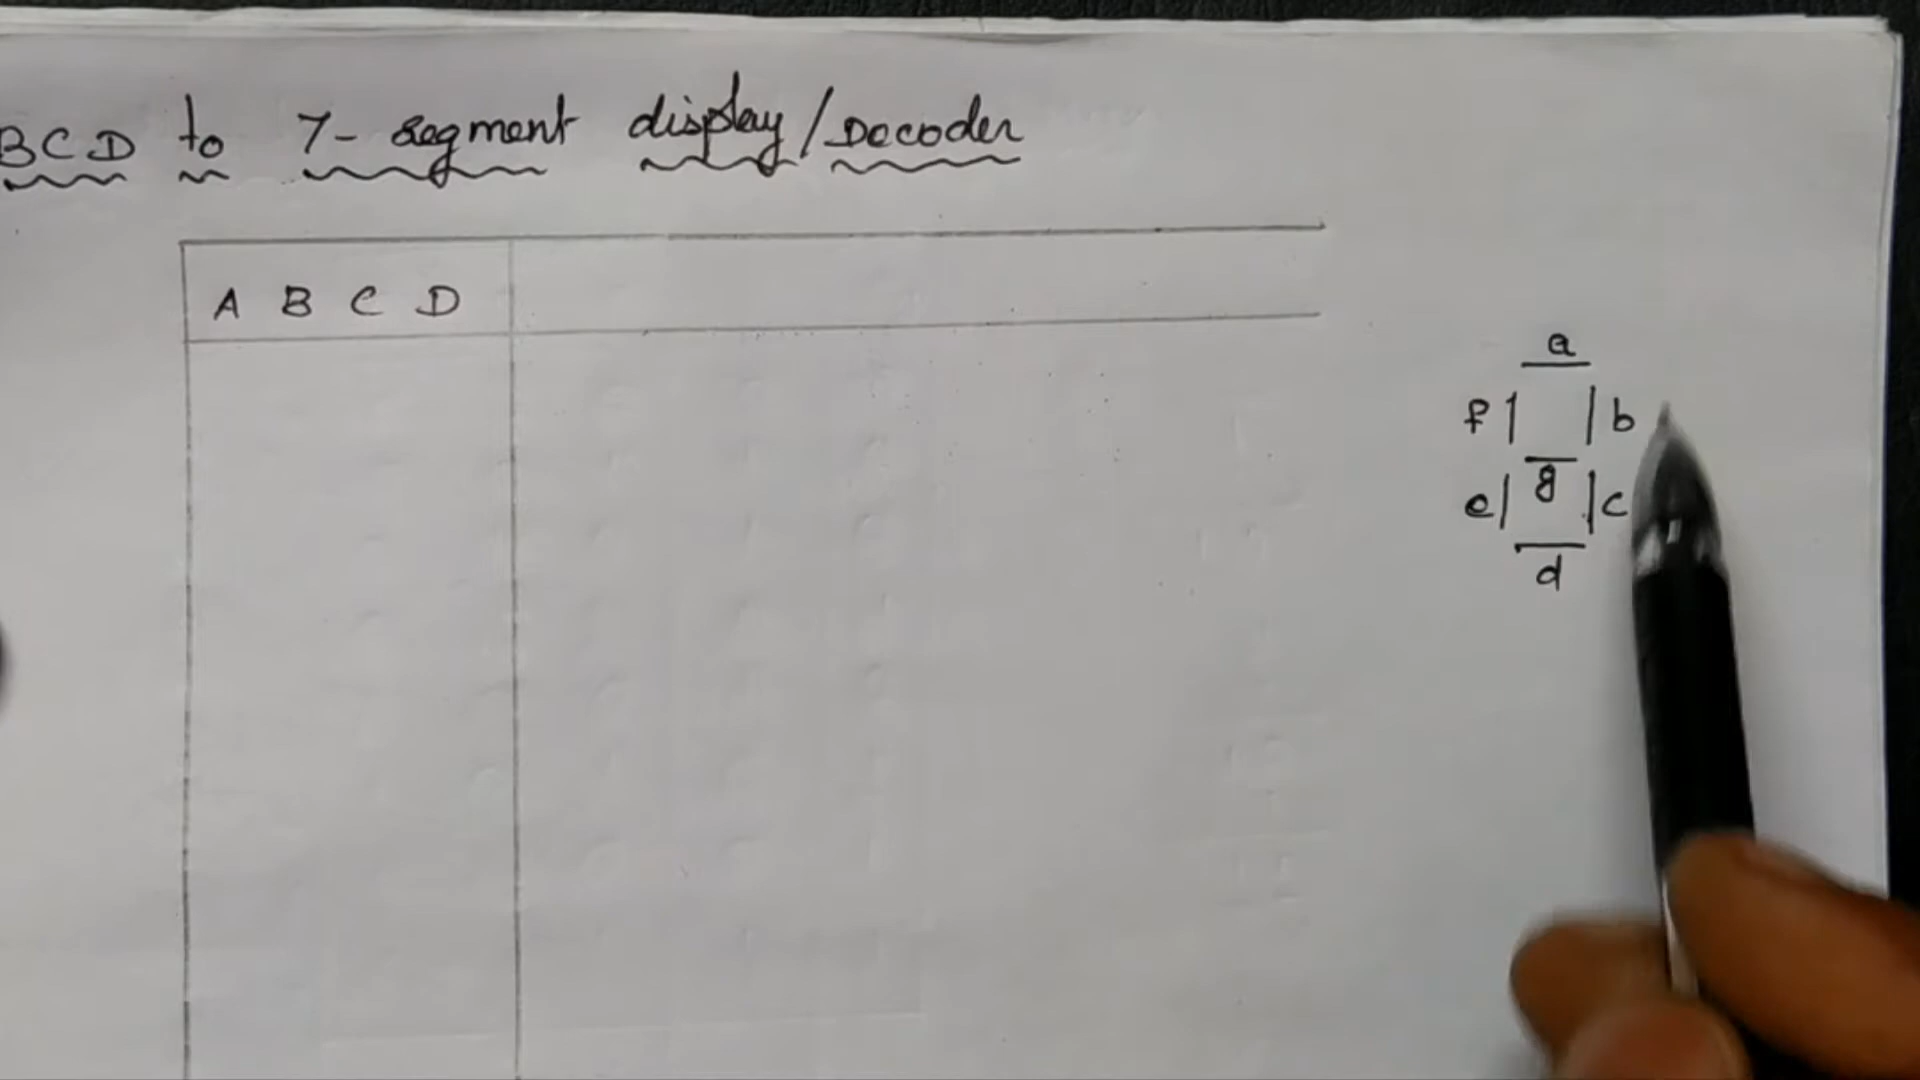 BCD to 7-segment display/Decoder
A B C D
a
f b
g
e c
d